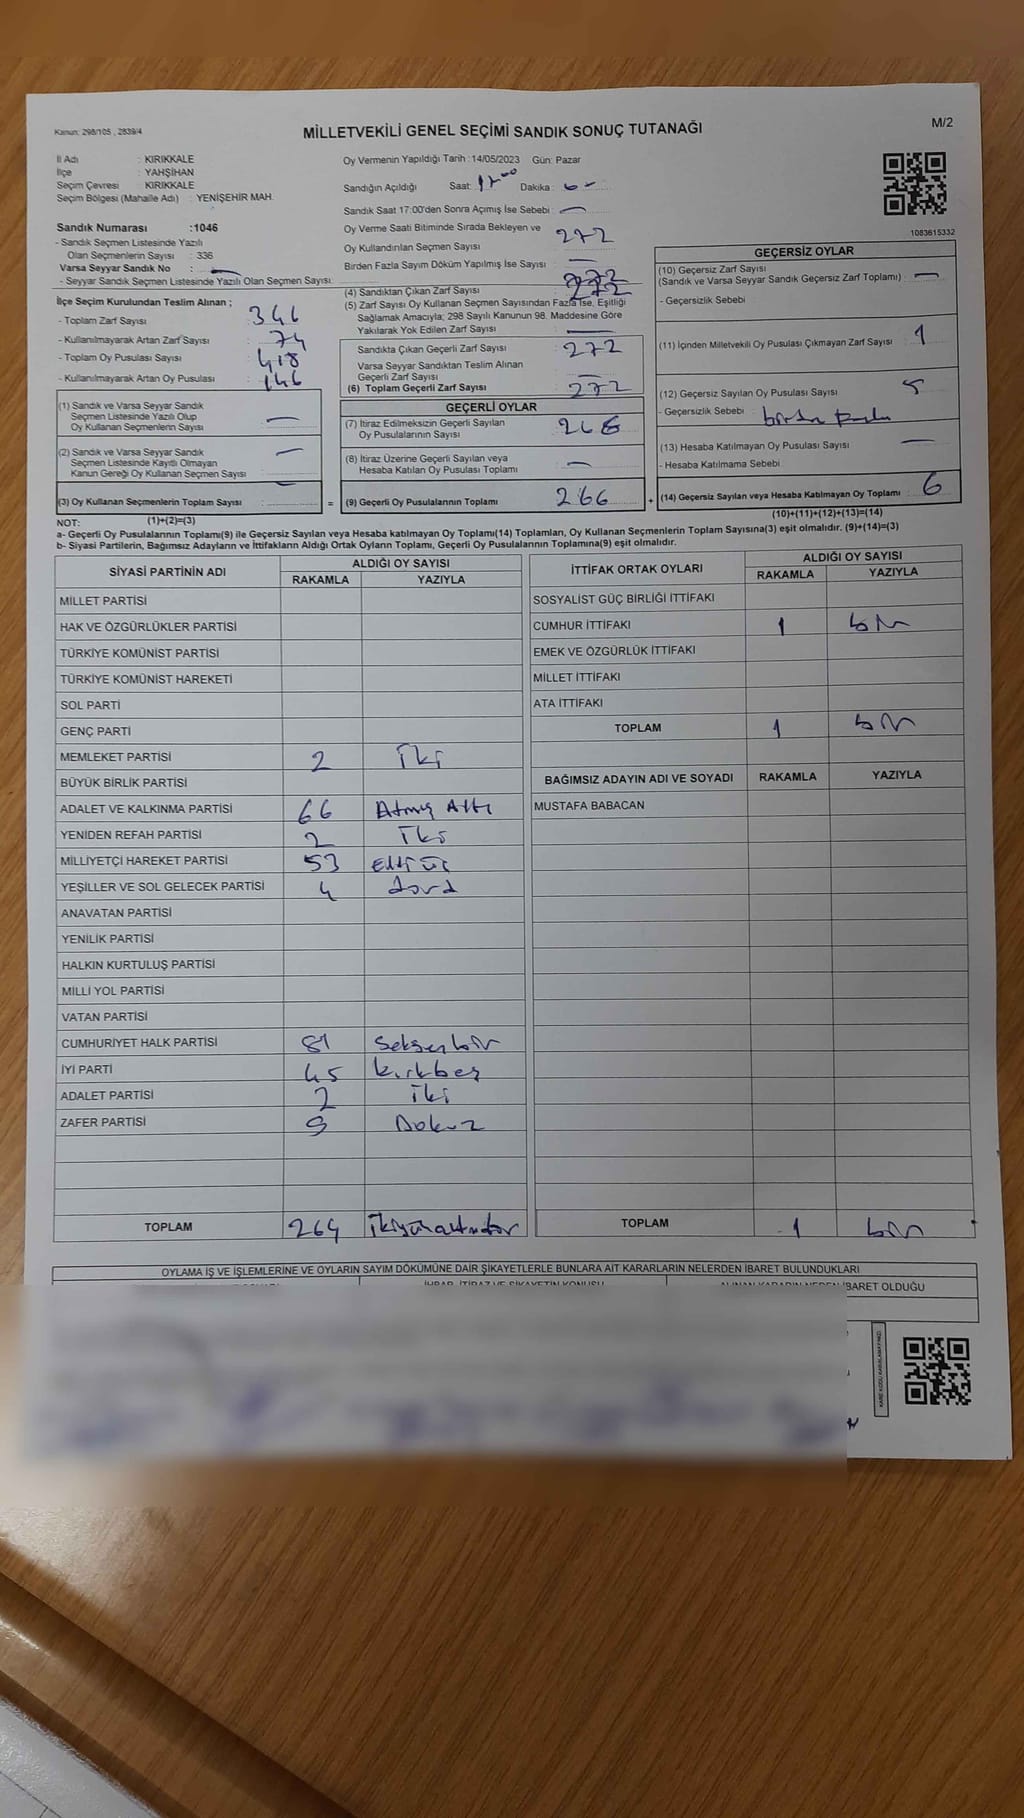 Kanun: 298/105 , 2839/4
MİLLETVEKİLİ GENEL SEÇİMİ SANDIK SONUÇ TUTANAĞI
M/2
İl Adı : KIRIKKALE
İlçe : YAHŞİHAN
Seçim Çevresi : KIRIKKALE
Seçim Bölgesi (Mahalle Adı) : YENİŞEHİR MAH.
Sandık Numarası :1046
- Sandık Seçmen Listesinde Yazılı
Olan Seçmenlerin Sayısı : 336
Varsa Seyyar Sandık No : —
- Seyyar Sandık Seçmen Listesinde Yazılı Olan Seçmen Sayısı:
İlçe Seçim Kurulundan Teslim Alınan ;
- Toplam Zarf Sayısı : 346
- Kullanılmayarak Artan Zarf Sayısı : 74
- Toplam Oy Pusulası Sayısı : 418
- Kullanılmayarak Artan Oy Pusulası : 146
(1) Sandık ve Varsa Seyyar Sandık
Seçmen Listesinde Yazılı Olup
Oy Kullanan Seçmenlerin Sayısı : —
(2) Sandık ve Varsa Seyyar Sandık
Seçmen Listesinde Kayıtlı Olmayan
Kanun Gereği Oy Kullanan Seçmen Sayısı : —
(3) Oy Kullanan Seçmenlerin Toplam Sayısı : =
Oy Vermenin Yapıldığı Tarih :14/05/2023 Gün: Pazar
Sandığın Açıldığı Saat: Dakika :
Sandık Saat 17:00'den Sonra Açımış İse Sebebi : —
Oy Verme Saati Bitiminde Sırada Bekleyen ve
Oy Kullandırılan Seçmen Sayısı : 272
Birden Fazla Sayım Döküm Yapılmış İse Sayısı : —
(4) Sandıktan Çıkan Zarf Sayısı : 272
(5) Zarf Sayısı Oy Kullanan Seçmen Sayısından Fazla İse, Eşitliği
Sağlamak Amacıyla; 298 Sayılı Kanunun 98. Maddesine Göre
Yakılarak Yok Edilen Zarf Sayısı : —
Sandıkta Çıkan Geçerli Zarf Sayısı : 272
Varsa Seyyar Sandıktan Teslim Alınan
Geçerli Zarf Sayısı :
(6) Toplam Geçerli Zarf Sayısı : 272
GEÇERLİ OYLAR
(7) İtiraz Edilmeksizin Geçerli Sayılan
Oy Pusulalarının Sayısı : 266
(8) İtiraz Üzerine Geçerli Sayılan veya
Hesaba Katılan Oy Pusulası Toplamı : —
(9) Geçerli Oy Pusulalarının Toplamı : 266 +
1083615332
GEÇERSİZ OYLAR
(10) Geçersiz Zarf Sayısı
(Sandık ve Varsa Seyyar Sandık Geçersiz Zarf Toplamı) : —
- Geçersizlik Sebebi :
(11) İçinden Milletvekili Oy Pusulası Çıkmayan Zarf Sayısı : 1
(12) Geçersiz Sayılan Oy Pusulası Sayısı : 5
- Geçersizlik Sebebi : birden fazla
(13) Hesaba Katılmayan Oy Pusulası Sayısı : —
- Hesaba Katılmama Sebebi :
(14) Geçersiz Sayılan veya Hesaba Katılmayan Oy Toplamı : 6
NOT: (1)+(2)=(3)
(10)+(11)+(12)+(13)=(14)
a- Geçerli Oy Pusulalarının Toplamı(9) ile Geçersiz Sayılan veya Hesaba katılmayan Oy Toplamı(14) Toplamları, Oy Kullanan Seçmenlerin Toplam Sayısına(3) eşit olmalıdır. (9)+(14)=(3)
b- Siyasi Partilerin, Bağımsız Adayların ve İttifakların Aldığı Ortak Oyların Toplamı, Geçerli Oy Pusulalarının Toplamına(9) eşit olmalıdır.
SİYASİ PARTİNİN ADI ALDIĞI OY SAYISI
RAKAMLA YAZIYLA
MİLLET PARTİSİ
HAK VE ÖZGÜRLÜKLER PARTİSİ
TÜRKİYE KOMÜNİST PARTİSİ
TÜRKİYE KOMÜNİST HAREKETİ
SOL PARTİ
GENÇ PARTİ
MEMLEKET PARTİSİ 2 İki
BÜYÜK BİRLİK PARTİSİ
ADALET VE KALKINMA PARTİSİ 66 Atmış Altı
YENİDEN REFAH PARTİSİ 2 İki
MİLLİYETÇİ HAREKET PARTİSİ 53 Elli üç
YEŞİLLER VE SOL GELECEK PARTİSİ 4 dört
ANAVATAN PARTİSİ
YENİLİK PARTİSİ
HALKIN KURTULUŞ PARTİSİ
MİLLİ YOL PARTİSİ
VATAN PARTİSİ
CUMHURİYET HALK PARTİSİ 81 Seksenbir
İYİ PARTİ 45 kırkbeş
ADALET PARTİSİ 2 İki
ZAFER PARTİSİ 9 Dokuz
TOPLAM 264 İkiyüzaltmdör
İTTİFAK ORTAK OYLARI ALDIĞI OY SAYISI
RAKAMLA YAZIYLA
SOSYALİST GÜÇ BİRLİĞİ İTTİFAKI
CUMHUR İTTİFAKI 1 bir
EMEK VE ÖZGÜRLÜK İTTİFAKI
MİLLET İTTİFAKI
ATA İTTİFAKI
TOPLAM 1 bir
BAĞIMSIZ ADAYIN ADI VE SOYADI RAKAMLA YAZIYLA
MUSTAFA BABACAN
TOPLAM 1 bir
OYLAMA İŞ VE İŞLEMLERİNE VE OYLARIN SAYIM DÖKÜMÜNE DAİR ŞİKAYETLERLE BUNLARA AİT KARARLARIN NELERDEN İBARET BULUNDUKLARI
İHBAR, İTİRAZ VE ŞİKAYETİN KONUSU
ALINAN KARARIN NEDEN İBARET OLDUĞU